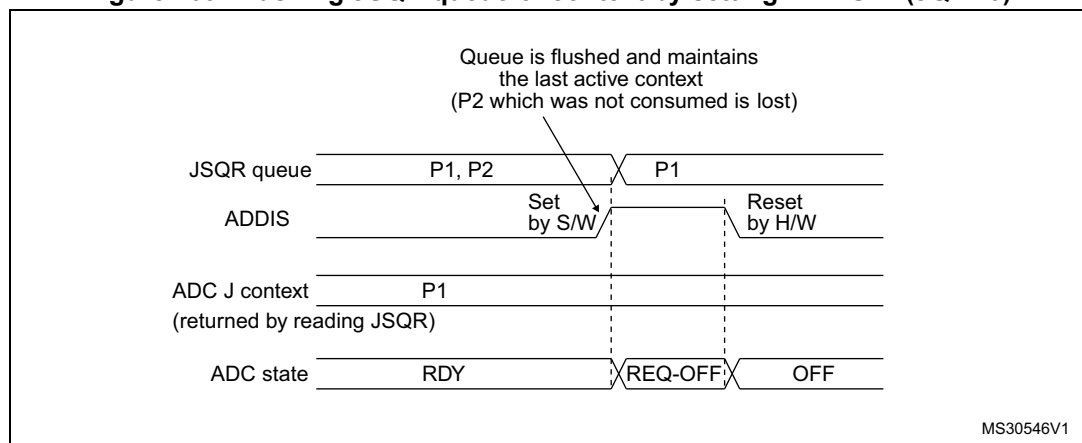 Queue is flushed and maintains
the last active context
(P2 which was not consumed is lost)
JSQR queue P1, P2 P1
Set Reset
ADDIS by S/W by H/W
ADC J context P1
(returned by reading JSQR)
ADC state RDY REQ-OFF OFF
MS30546V1